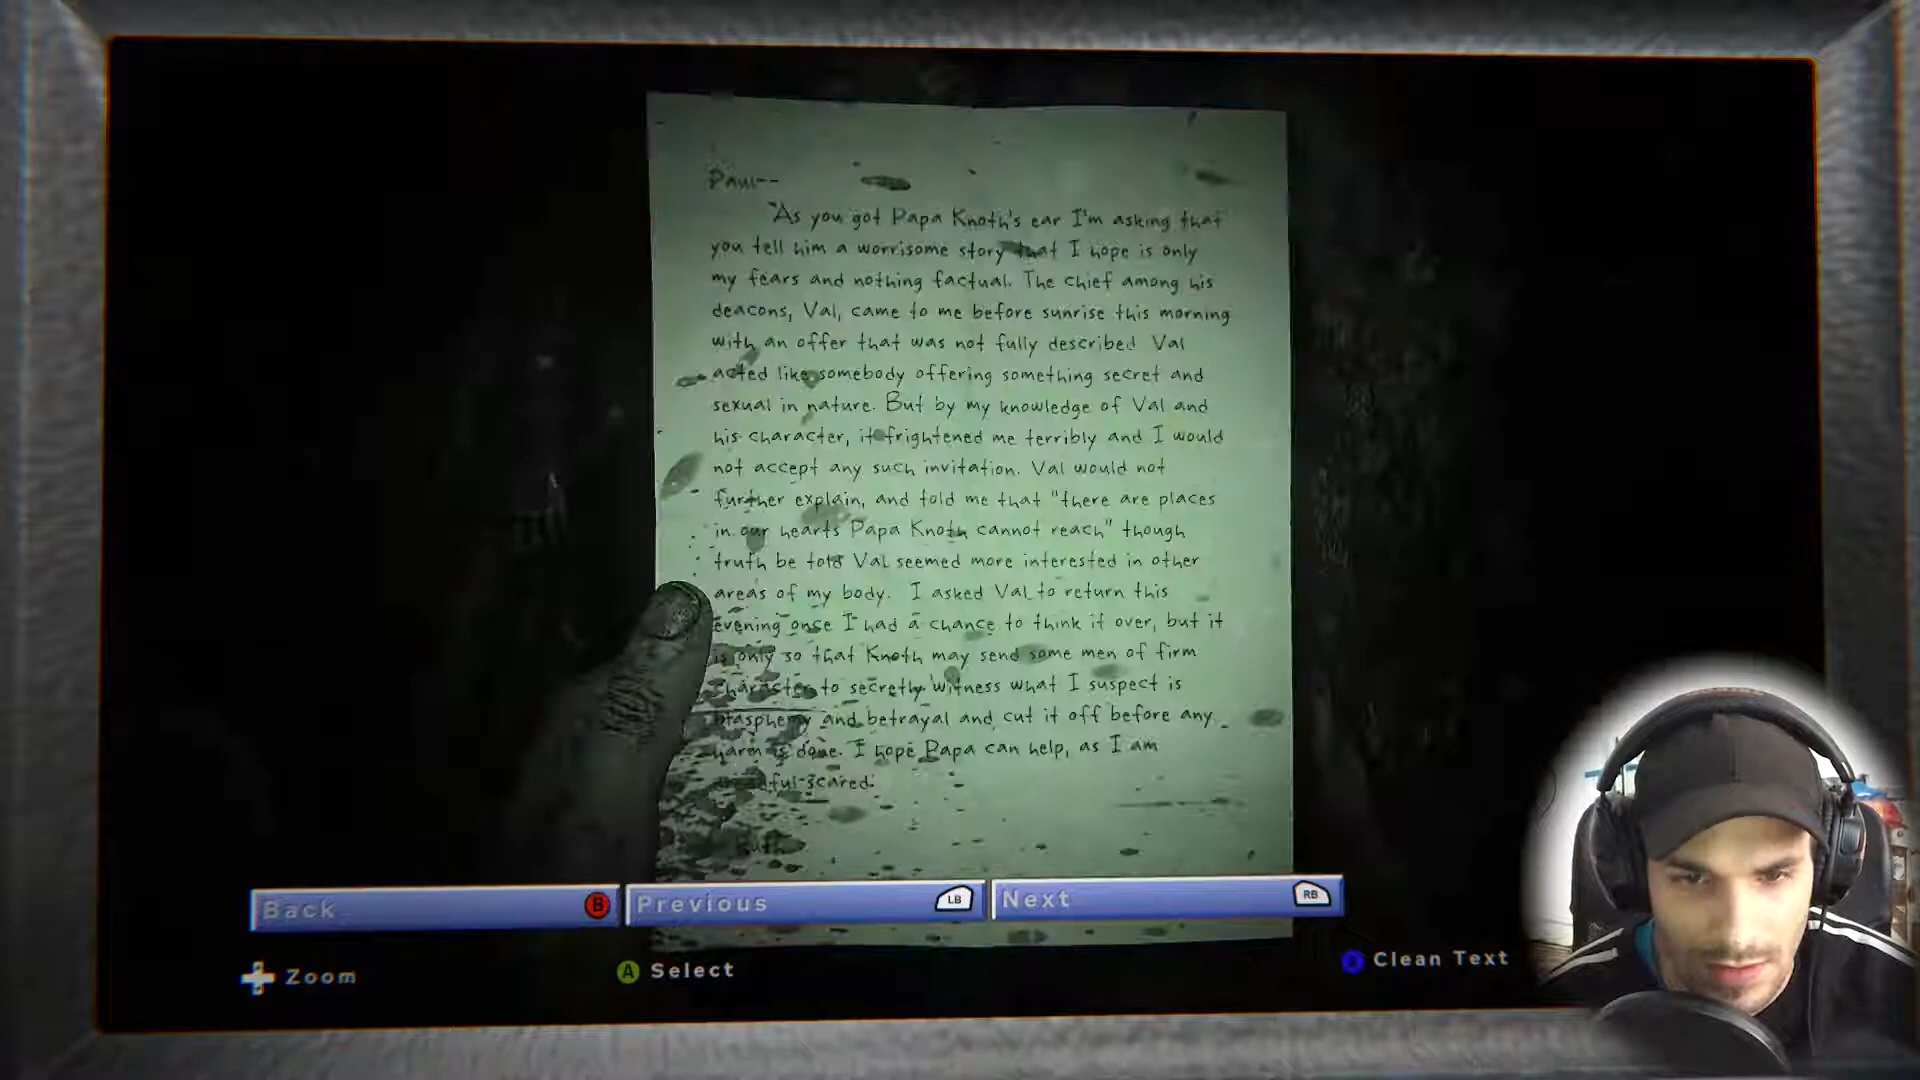 Paul--
"As you got Papa Knoth's ear I'm asking that
you tell him a worrisome story that I hope is only
my fears and nothing factual. The chief among his
deacons, Val, came to me before sunrise this morning
with an offer that was not fully described Val
acted like somebody offering something secret and
sexual in nature. But by my knowledge of Val and
his character, it frightened me terribly and I would
not accept any such invitation. Val would not
further explain, and told me that "there are places
in our hearts Papa Knoth cannot reach" though
truth be told Val seemed more interested in other
areas of my body. I asked Val to return this
evening once I had a chance to think it over, but it
is only so that Knoth may send some men of firm
character to secretly witness what I suspect is
blasphemy and betrayal and cut it off before any
harm is done. I hope Papa can help, as I am
scared.
Back B
Previous LB
Next RB
Zoom
A Select
Clean Text